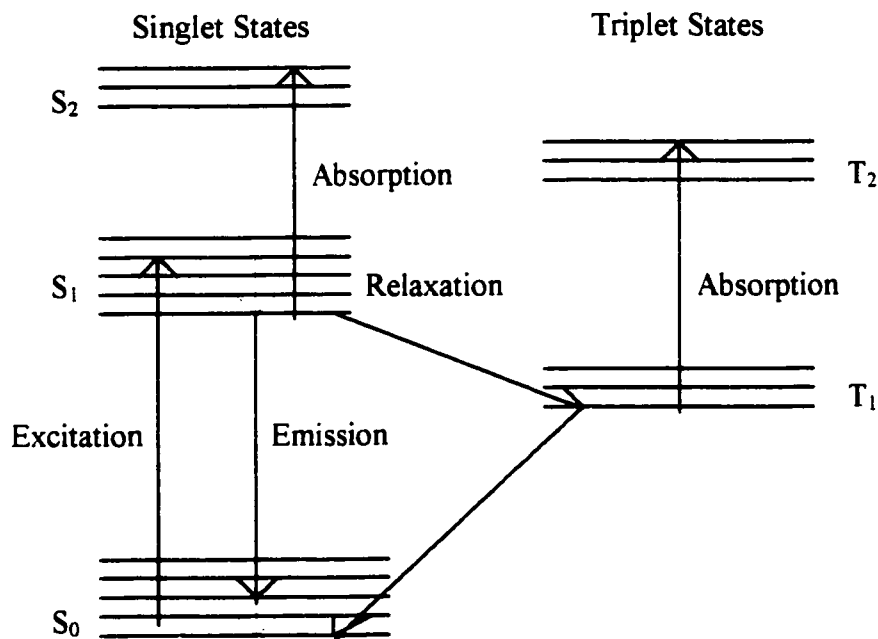 Singlet States
Triplet States
S₂
T₂
Absorption
S₁
Relaxation
Absorption
T₁
Excitation
Emission
S₀